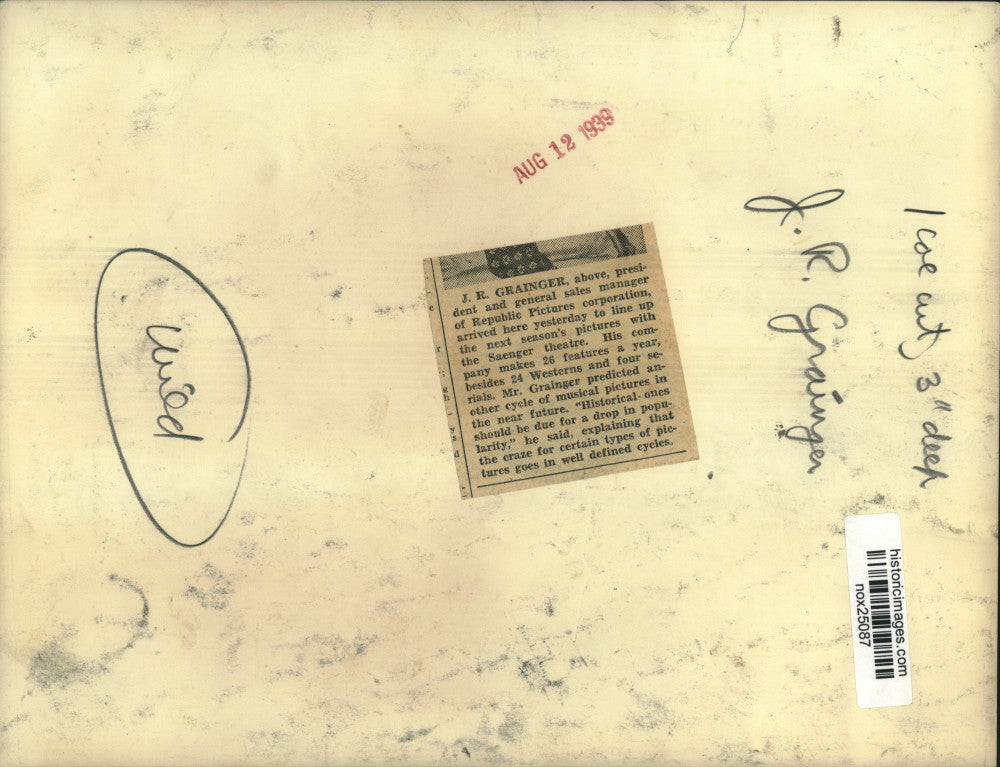 AUG 12 1939
1 col cut 3" deep
J. R. Grainger
J. R. GRAINGER, above, presi-
dent and general sales manager
of Republic Pictures corporation,
arrived here yesterday to line up
the next season's pictures with
the Saenger theatre. His com-
pany makes 26 features a year,
besides 24 Westerns and four se-
rials. Mr. Grainger predicted an-
other cycle of musical pictures in
the near future. "Historical ones
should be due for a drop in popu-
larity," he said, explaining that
the craze for certain types of pic-
tures goes in well defined cycles.
historicimages.com
nox25087